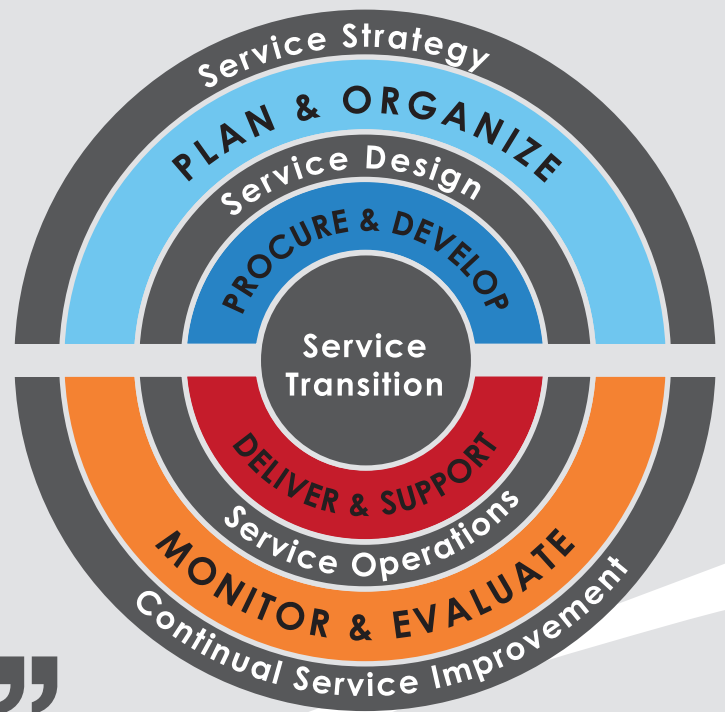 Service Strategy
PLAN & ORGANIZE
Service Design
PROCURE & DEVELOP
Service
Transition
DELIVER & SUPPORT
Service Operations
MONITOR & EVALUATE
Continual Service Improvement
”